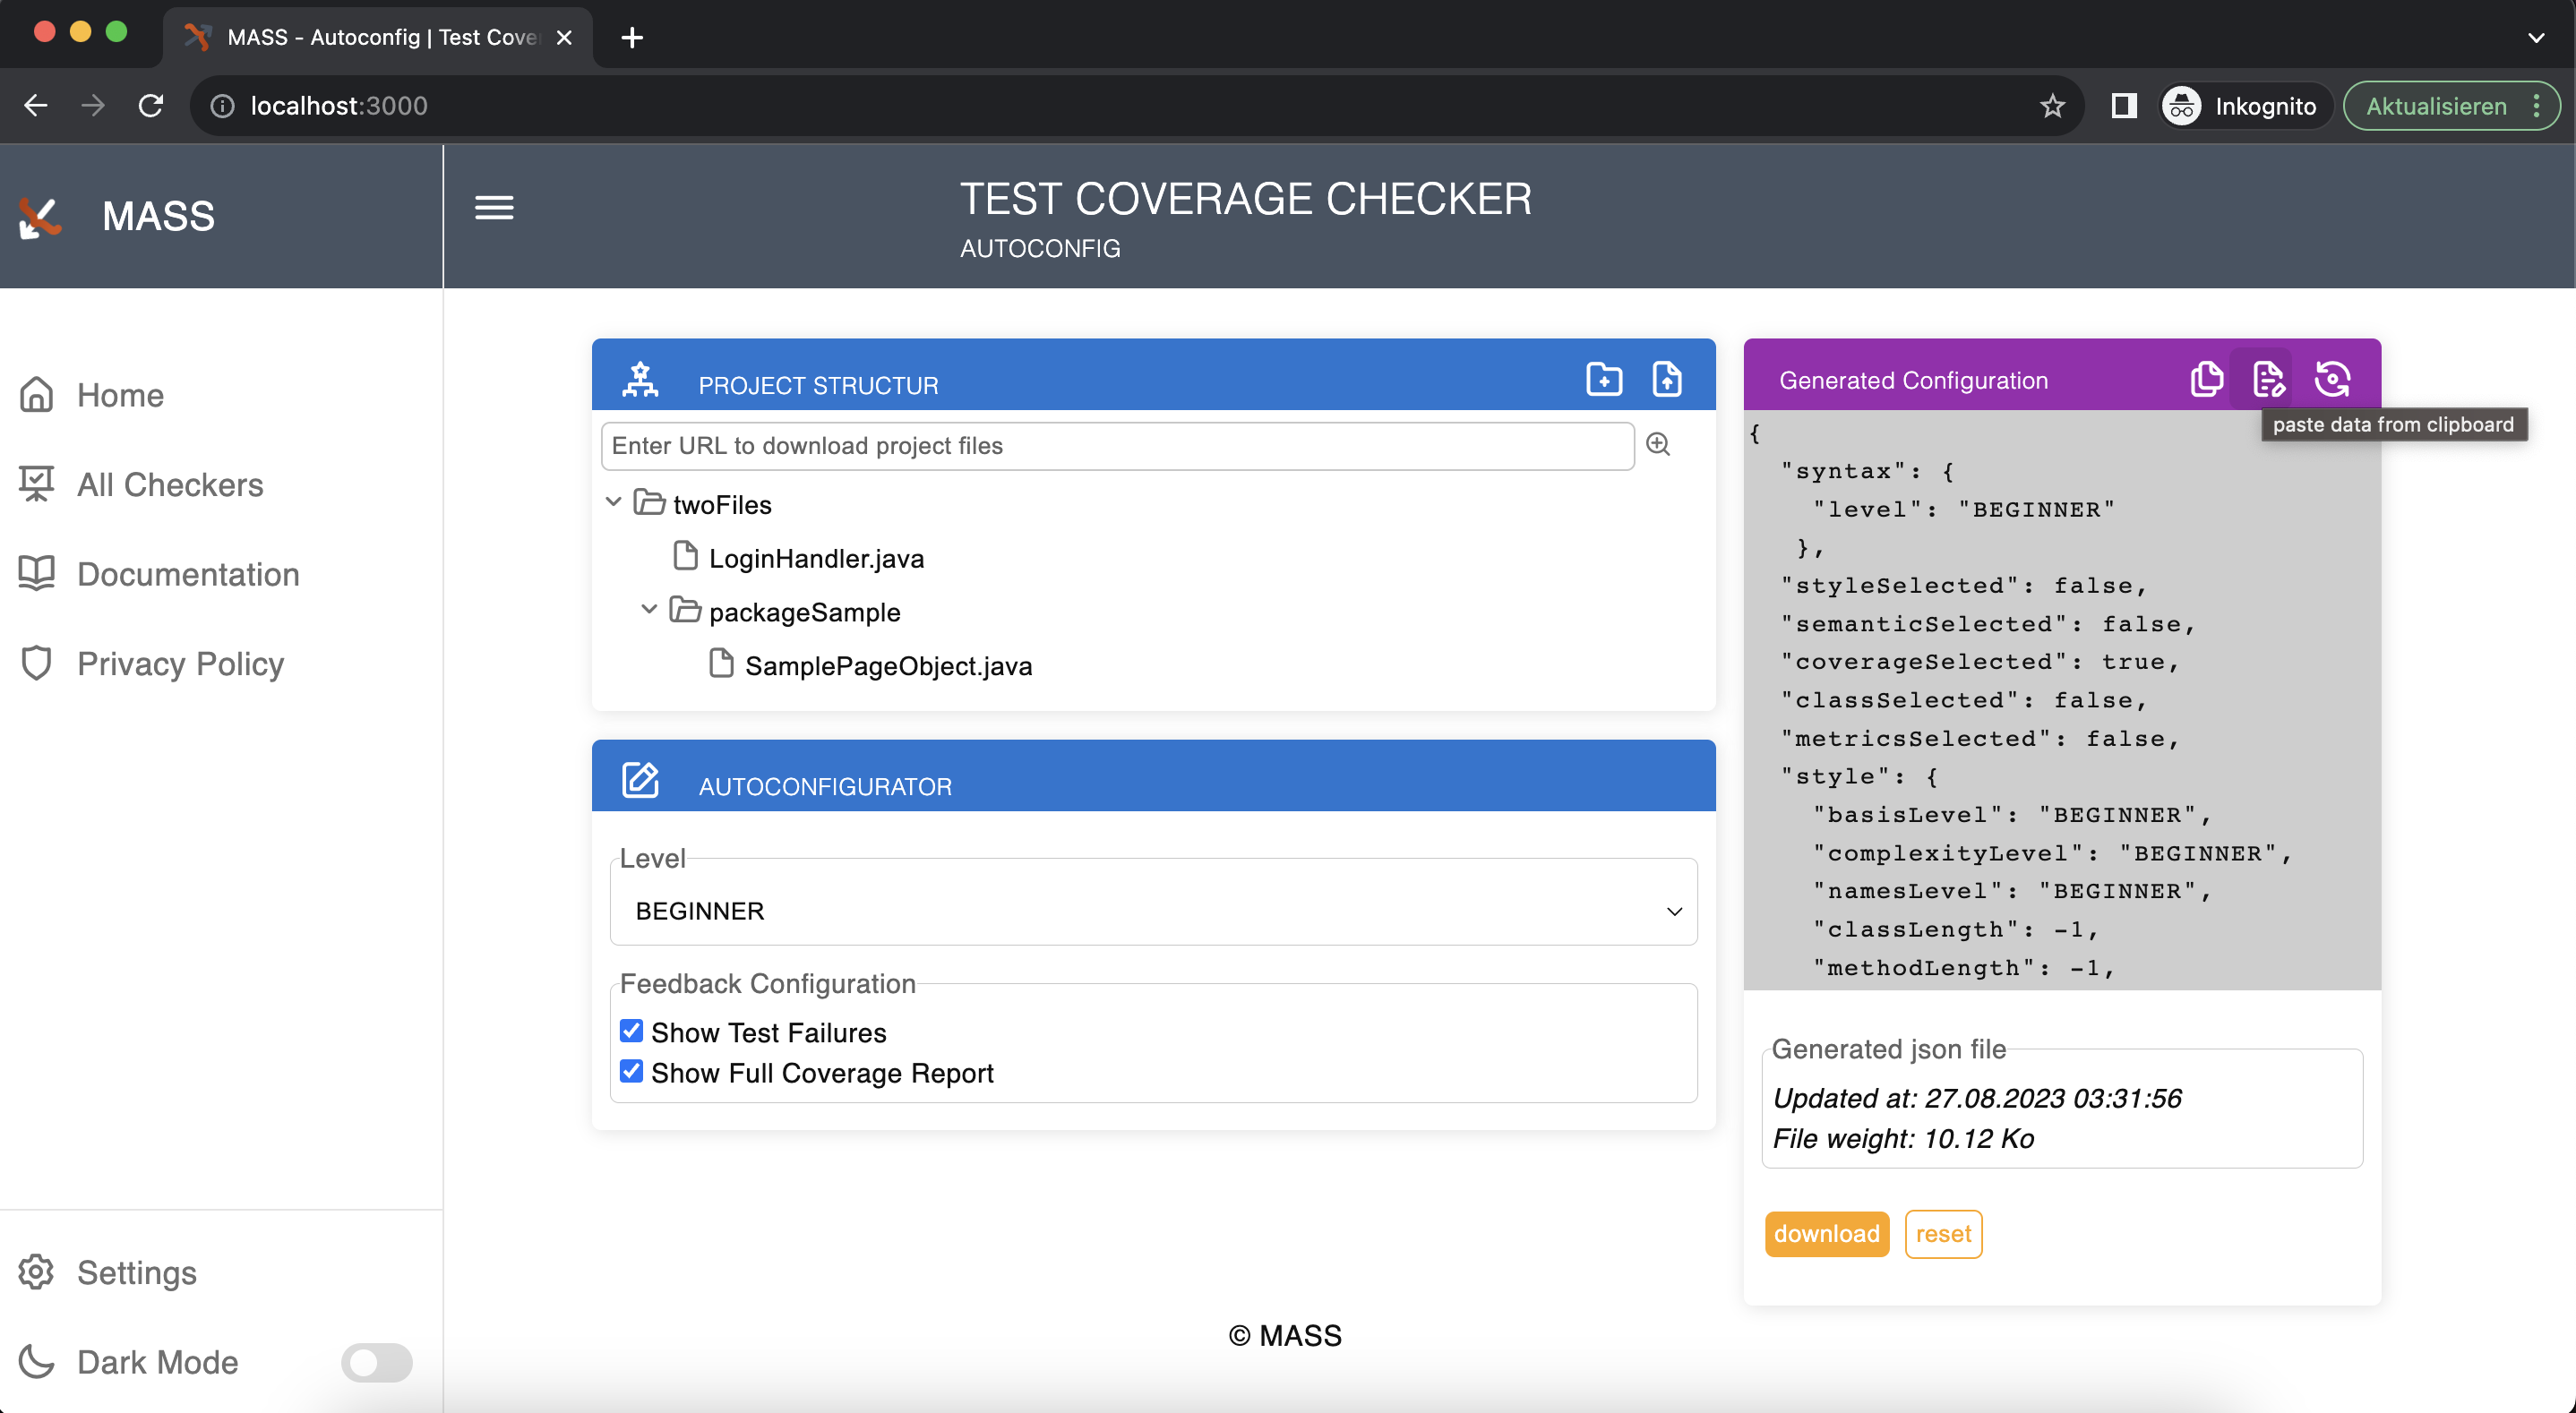 MASS - Autoconfig | Test Cove
localhost:3000
Inkognito
Aktualisieren
MASS
TEST COVERAGE CHECKER
AUTOCONFIG
Home
All Checkers
Documentation
Privacy Policy
Settings
Dark Mode
PROJECT STRUCTUR
Enter URL to download project files
twoFiles
LoginHandler.java
packageSample
SamplePageObject.java
AUTOCONFIGURATOR
Level
BEGINNER
Feedback Configuration
Show Test Failures
Show Full Coverage Report
Generated Configuration
paste data from clipboard
{
"syntax": {
"level": "BEGINNER"
},
"styleSelected": false,
"semanticSelected": false,
"coverageSelected": true,
"classSelected": false,
"metricsSelected": false,
"style": {
"basisLevel": "BEGINNER",
"complexityLevel": "BEGINNER",
"namesLevel": "BEGINNER",
"classLength": -1,
"methodLength": -1,
Generated json file
Updated at: 27.08.2023 03:31:56
File weight: 10.12 Ko
download
reset
© MASS